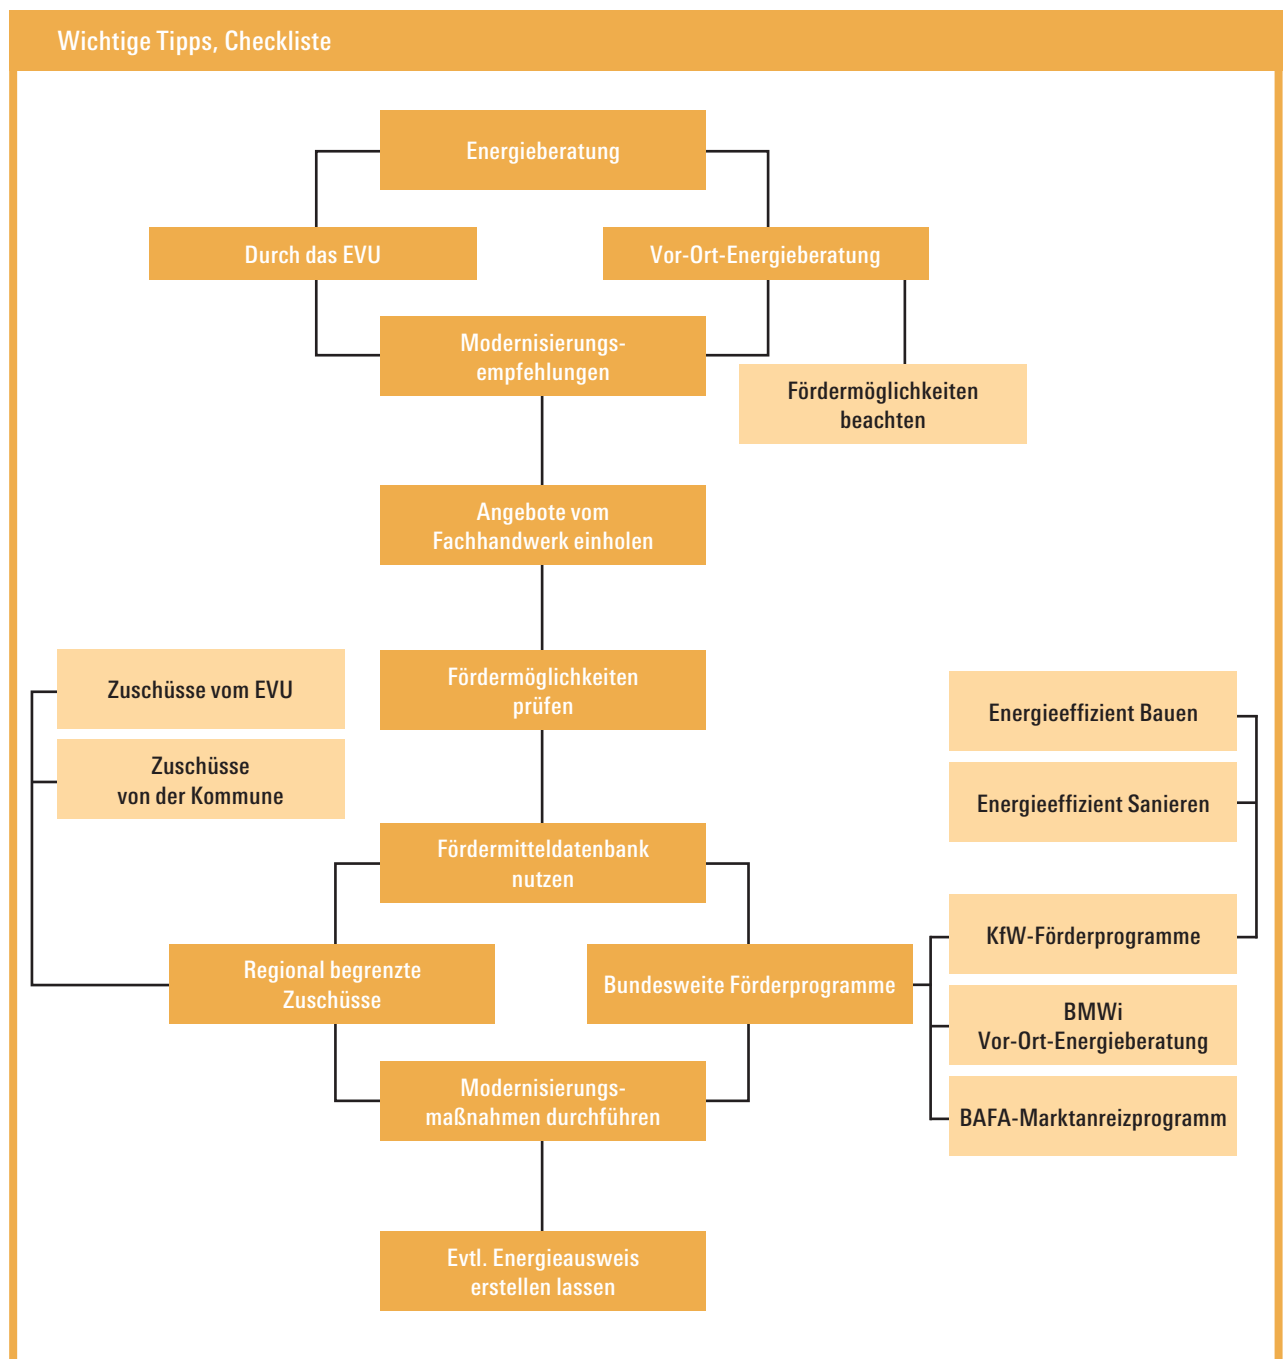 Wichtige Tipps, Checkliste
Energieberatung
Durch das EVU
Vor-Ort-Energieberatung
Modernisierungs-
empfehlungen
Fördermöglichkeiten
beachten
Angebote vom
Fachhandwerk einholen
Fördermöglichkeiten
prüfen
Zuschüsse vom EVU
Zuschüsse
von der Kommune
Energieeffizient Bauen
Energieeffizient Sanieren
Fördermitteldatenbank
nutzen
Regional begrenzte
Zuschüsse
Bundesweite Förderprogramme
KfW-Förderprogramme
BMWi
Vor-Ort-Energieberatung
BAFA-Marktanreizprogramm
Modernisierungs-
maßnahmen durchführen
Evtl. Energieausweis
erstellen lassen